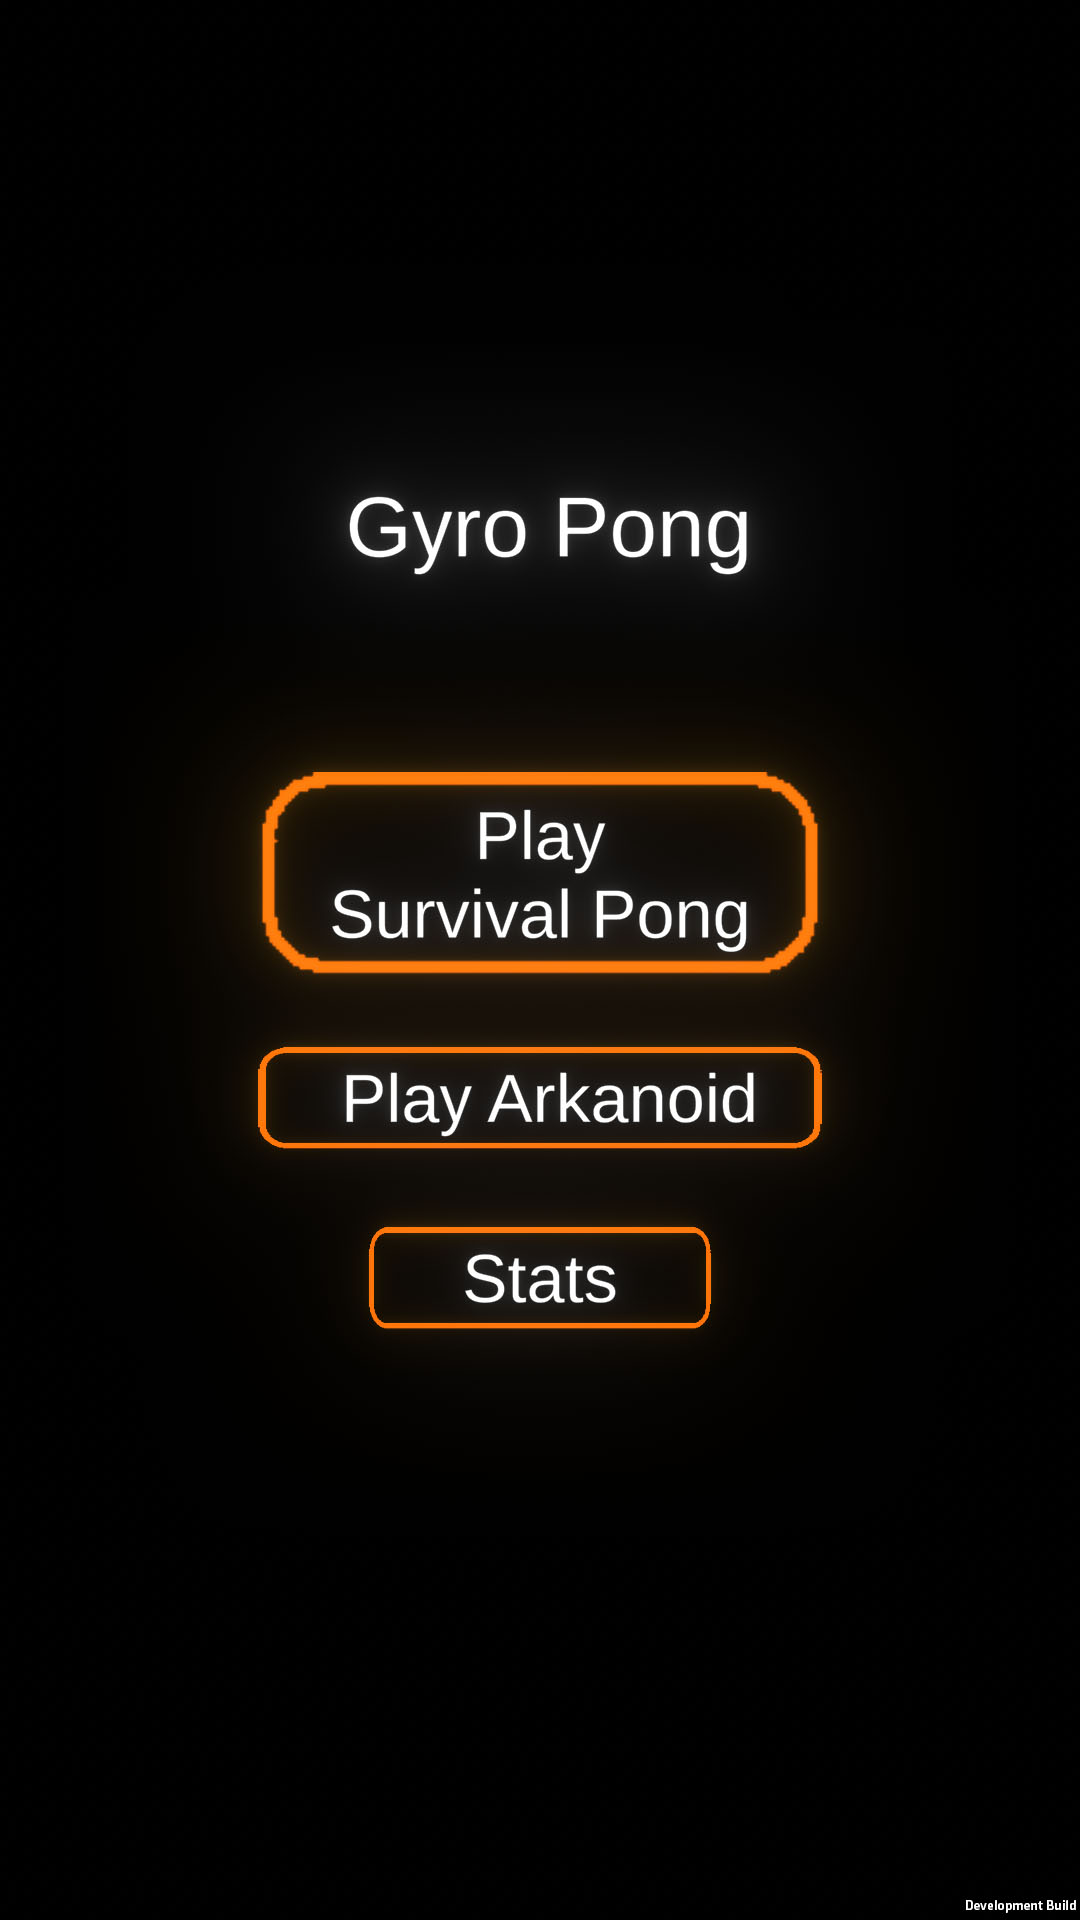 Gyro Pong
Play
Survival Pong
Play Arkanoid
Stats
Development Build